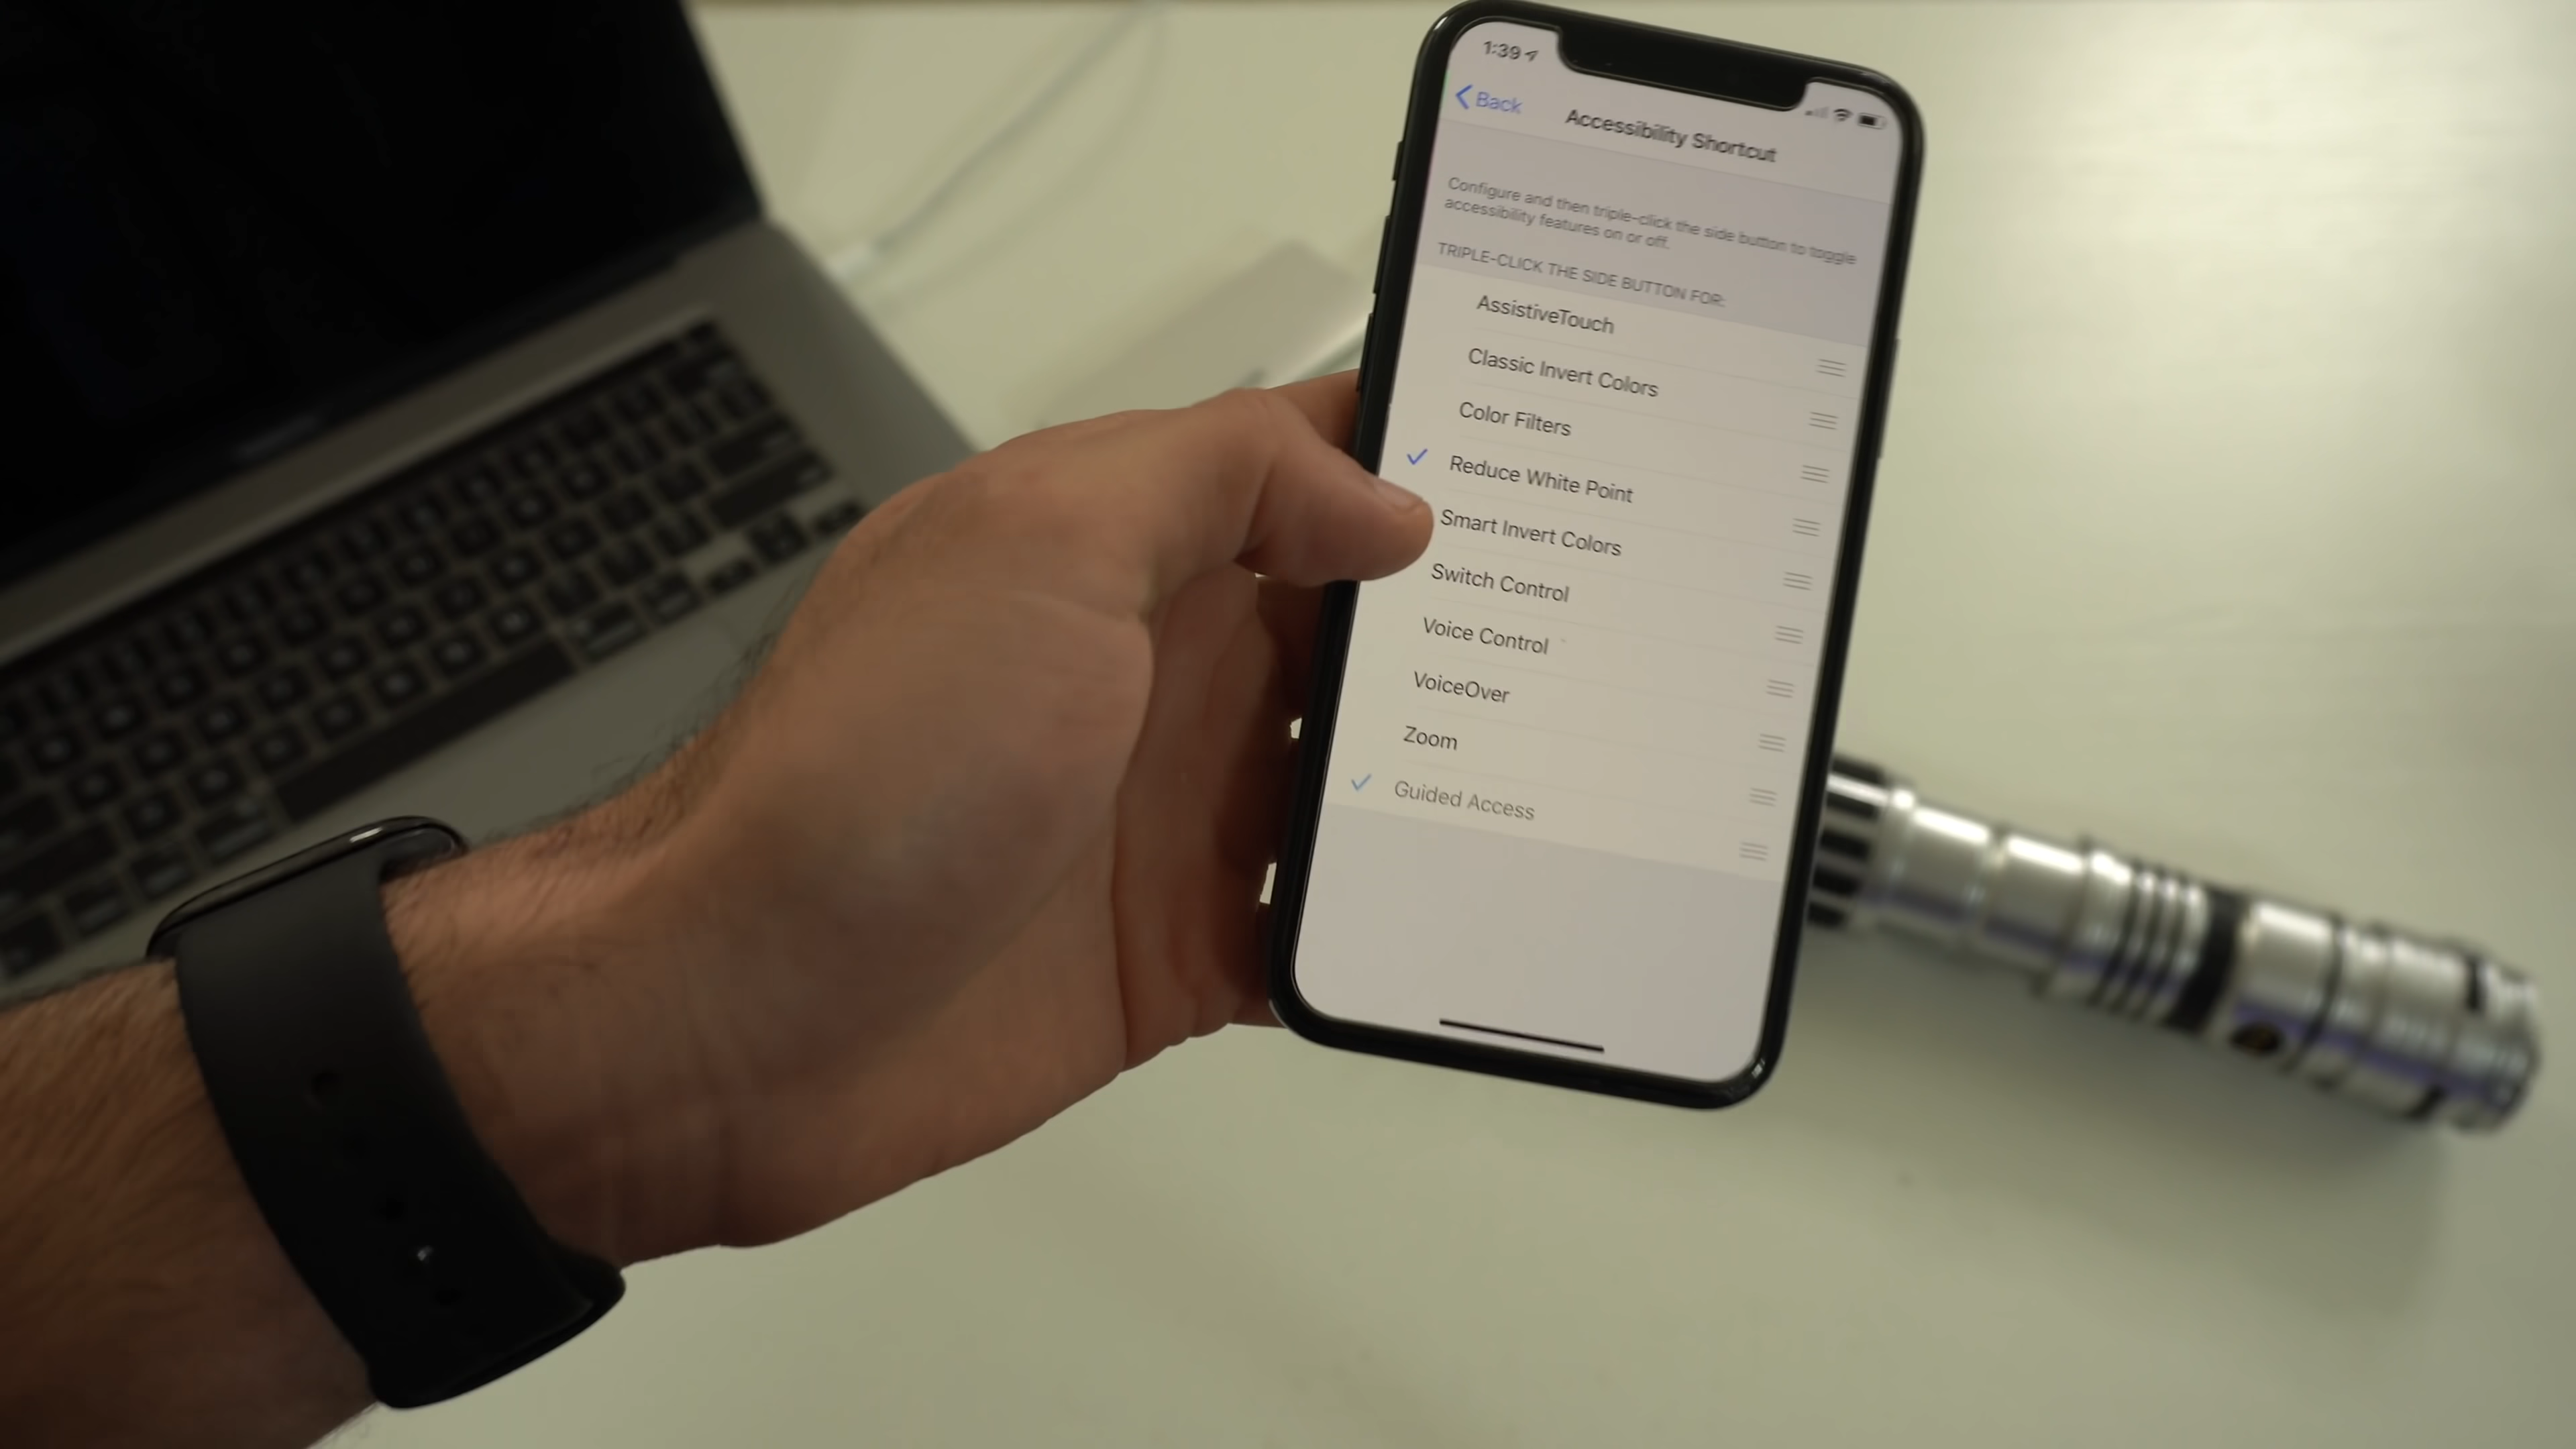 1:39
Back
Accessibility Shortcut
Configure and then triple-click the side button to toggle
accessibility features on or off.
TRIPLE-CLICK THE SIDE BUTTON FOR:
AssistiveTouch
Classic Invert Colors
Color Filters
Reduce White Point
Smart Invert Colors
Switch Control
Voice Control
VoiceOver
Zoom
Guided Access